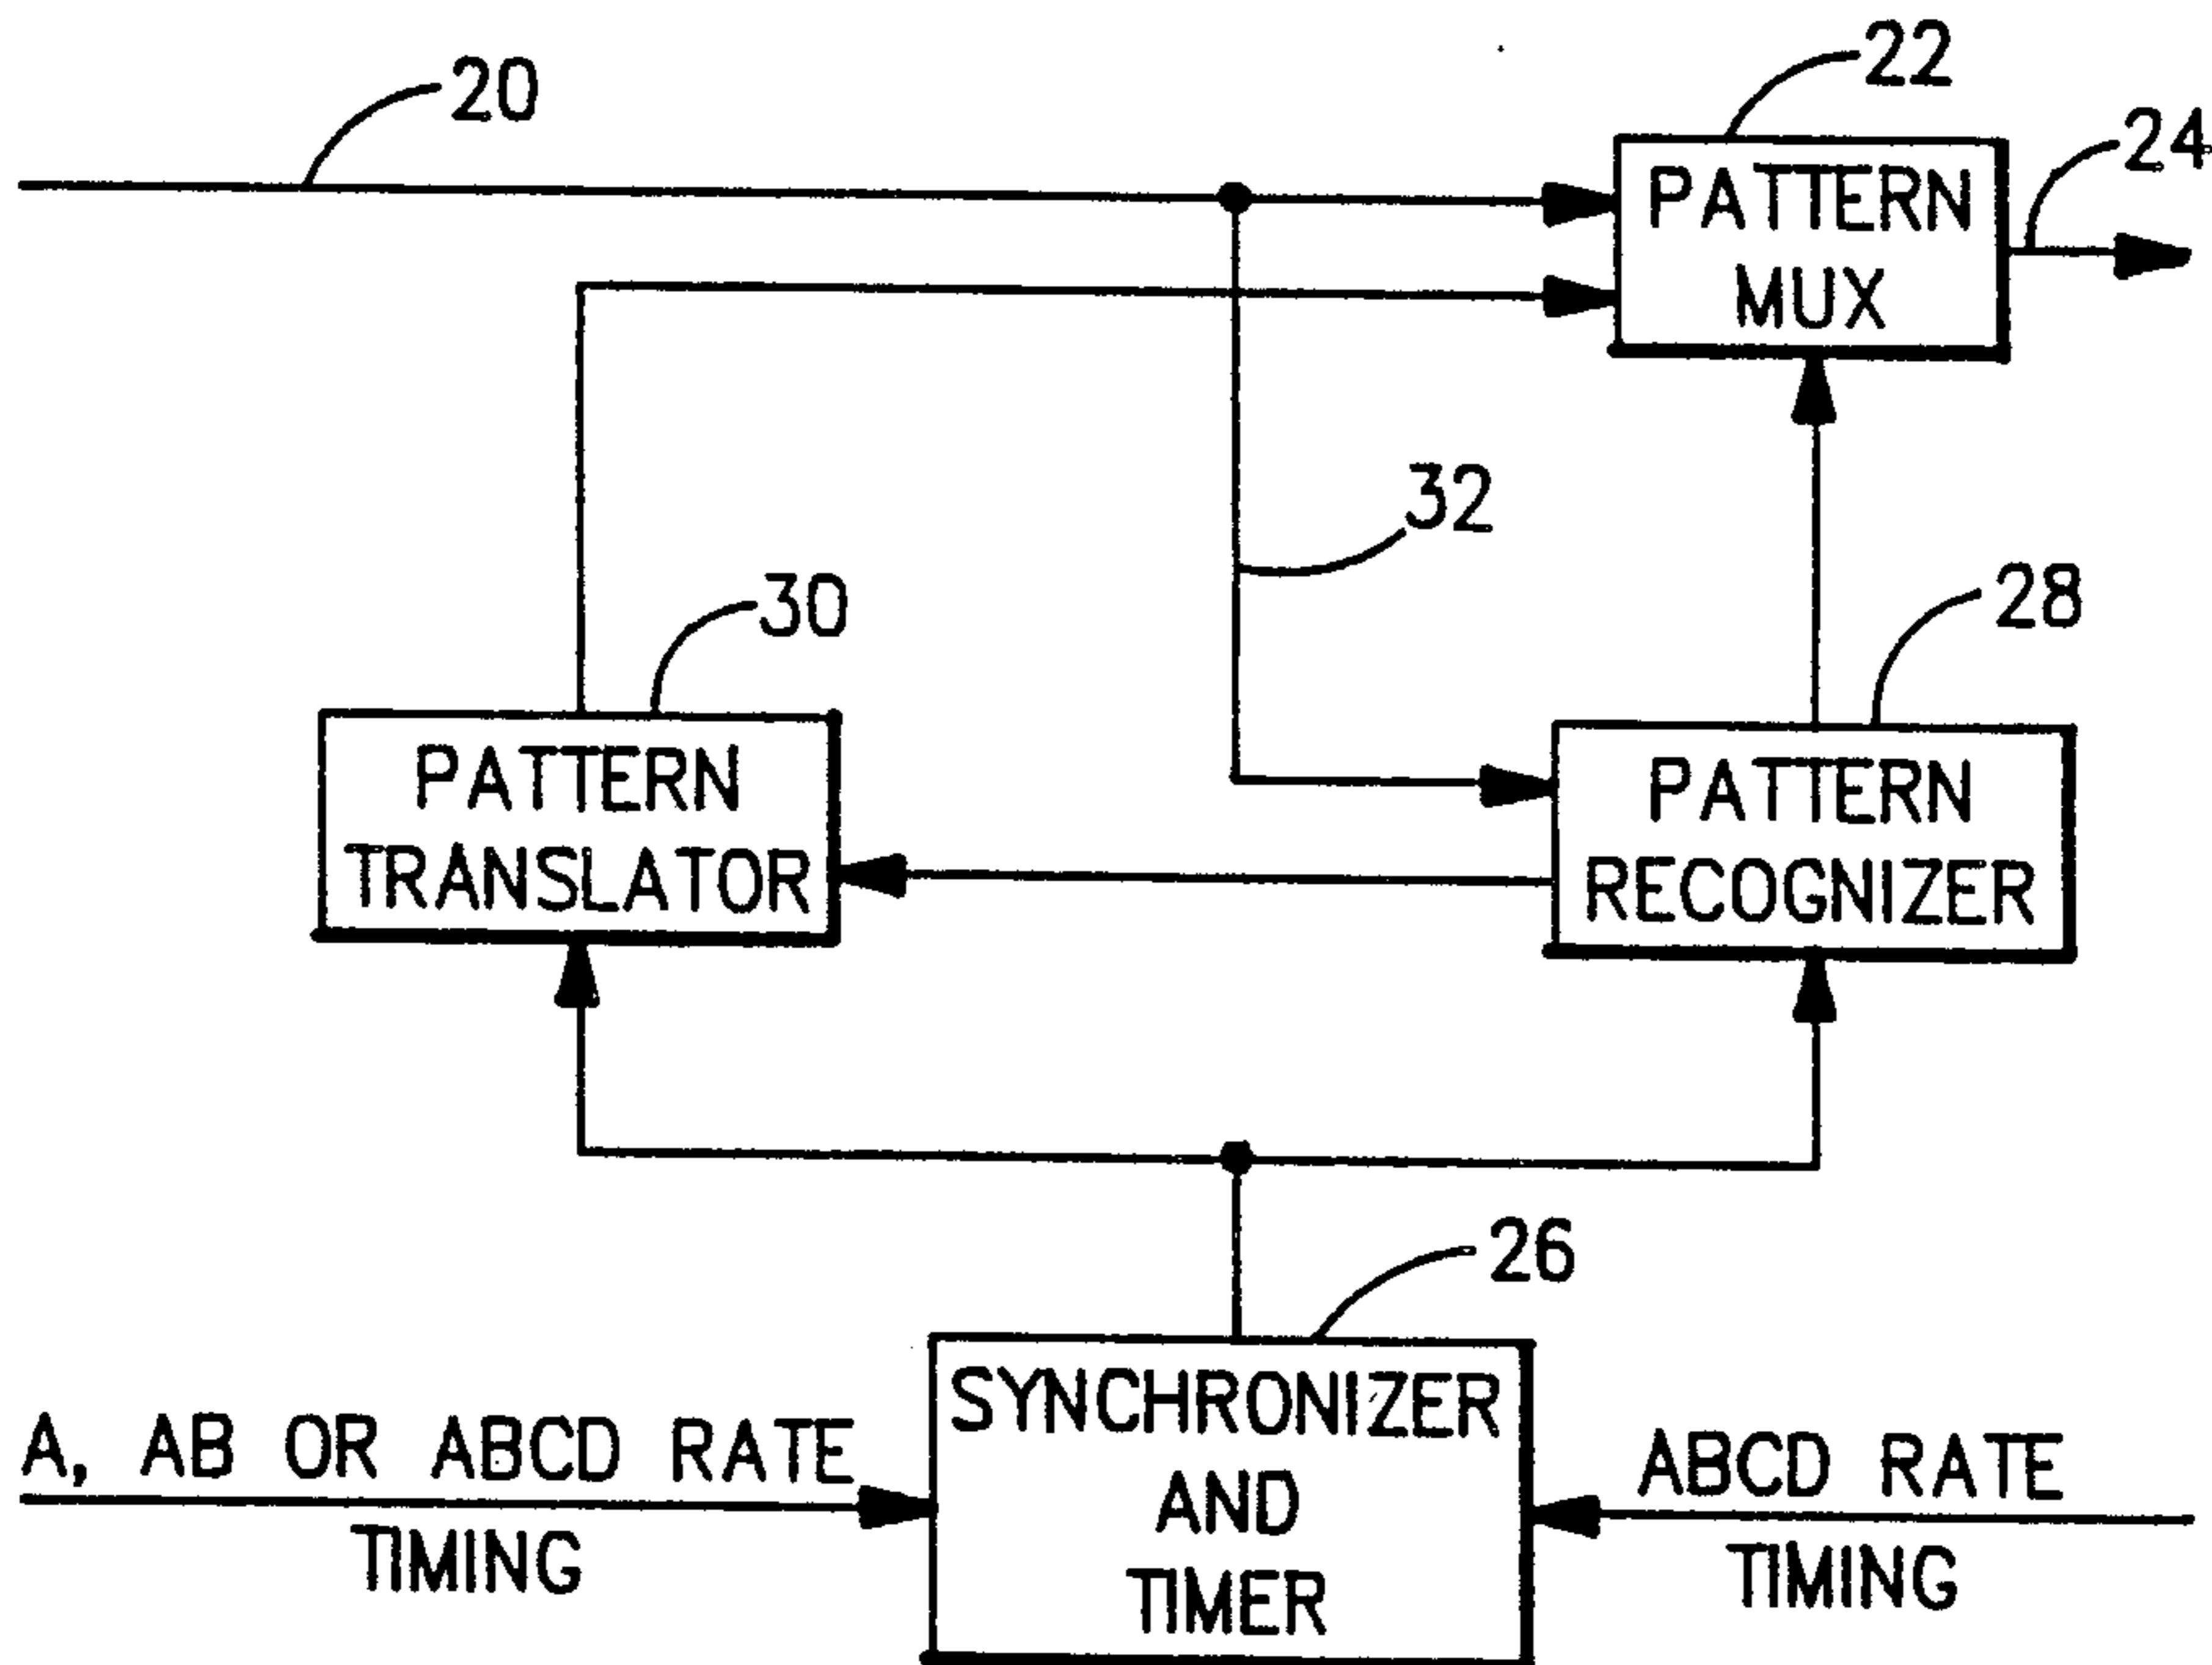 20
22
24
PATTERN
MUX
32
30
28
PATTERN
TRANSLATOR
PATTERN
RECOGNIZER
26
SYNCHRONIZER
AND
TIMER
A, AB OR ABCD RATE
TIMING
ABCD RATE
TIMING